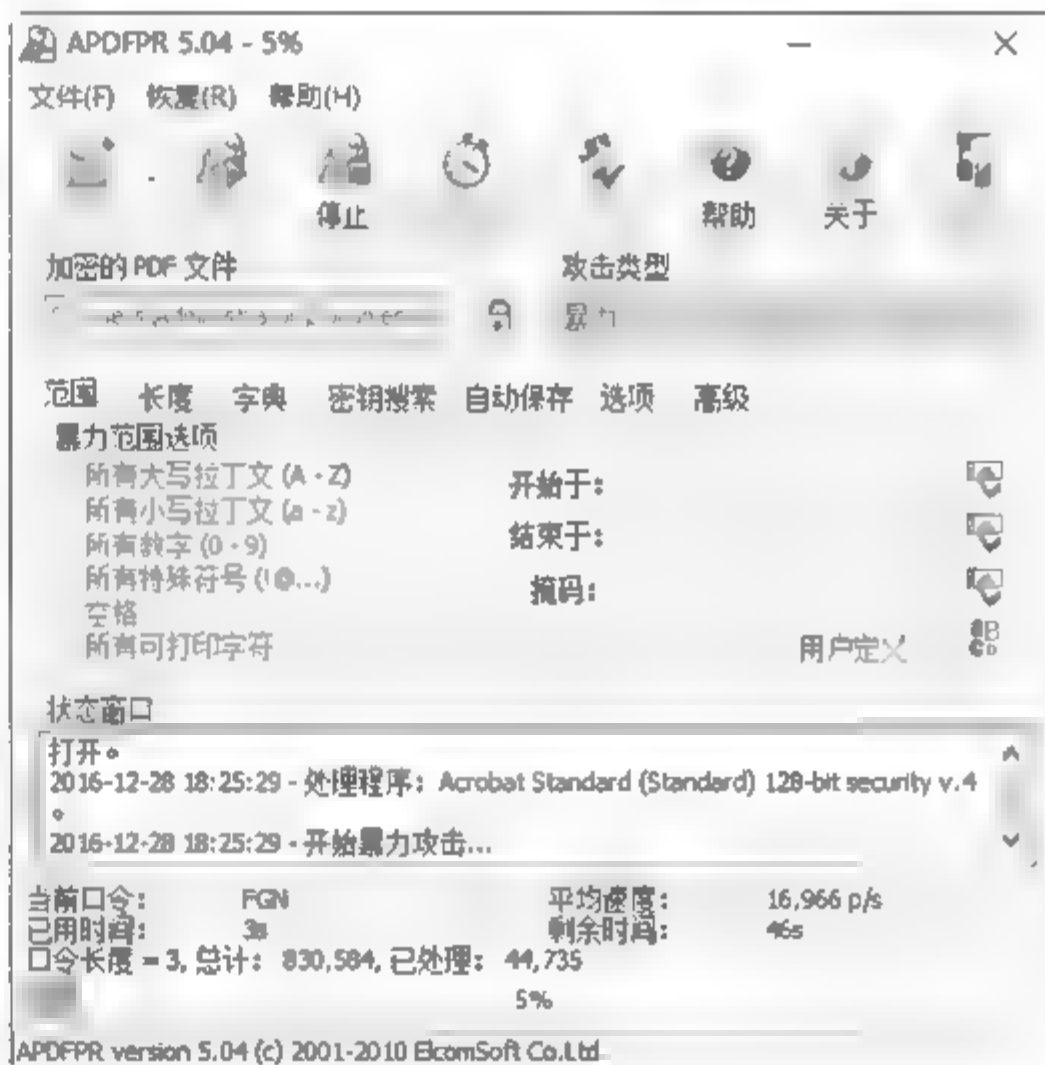 APDFPR 5.04 - 5%
文件(F) 恢复(R) 帮助(H)
停止 帮助 关于
加密的 PDF 文件 攻击类型
暴力
范围 长度 字典 密钥搜索 自动保存 选项 高级
暴力范围选项
所有大写拉丁文 (A - Z) 开始于:
所有小写拉丁文 (a - z)
所有数字 (0 - 9) 结束于:
所有特殊符号 (!@...) 掩码:
空格
所有可打印字符 用户定义
状态窗口
打开。
2016-12-28 18:25:29 - 处理程序: Acrobat Standard (Standard) 128-bit security v.4
。
2016-12-28 18:25:29 - 开始暴力攻击...
当前口令: FGN 平均速度: 16,966 p/s
已用时间: 3s 剩余时间: 46s
口令长度 = 3, 总计: 830,584, 已处理: 44,735
5%
APDFPR version 5.04 (c) 2001-2010 ElcomSoft Co.Ltd